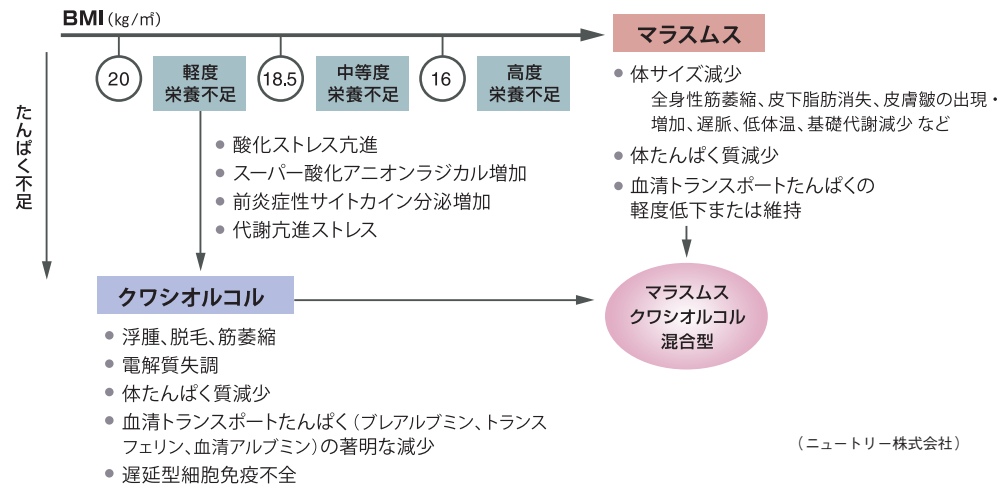 BMI(kg/㎡)
たんぱく不足
20
軽度
栄養不足
18.5
中等度
栄養不足
16
高度
栄養不足
マラスムス
● 体サイズ減少
全身性筋萎縮、皮下脂肪消失、皮膚皺の出現・
増加、遅脈、低体温、基礎代謝減少 など
● 体たんぱく質減少
● 血清トランスポートたんぱくの
軽度低下または維持
● 酸化ストレス亢進
● スーパー酸化アニオンラジカル増加
● 前炎症性サイトカイン分泌増加
● 代謝亢進ストレス
クワシオルコル
● 浮腫、脱毛、筋萎縮
● 電解質失調
● 体たんぱく質減少
● 血清トランスポートたんぱく(プレアルブミン、トランス
フェリン、血清アルブミン)の著明な減少
● 遅延型細胞免疫不全
マラスムス
クワシオルコル
混合型
(ニュートリー株式会社)